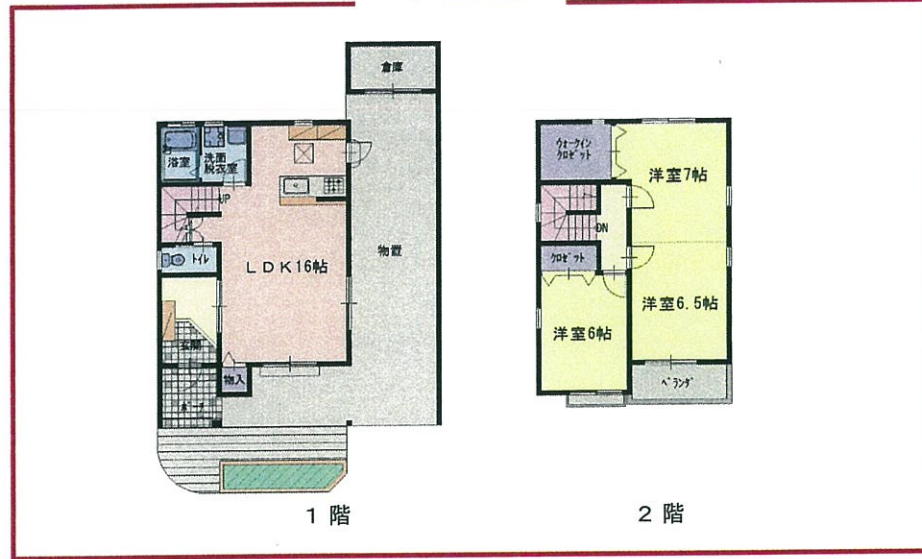 倉庫
浴室
洗面
脱衣室
UP
トイレ
LDK16帖
物置
玄関
物入
ポーチ
1階
ウォークイン
クロゼット
洋室7帖
DN
クロゼット
洋室6.5帖
洋室6帖
ベランダ
2階